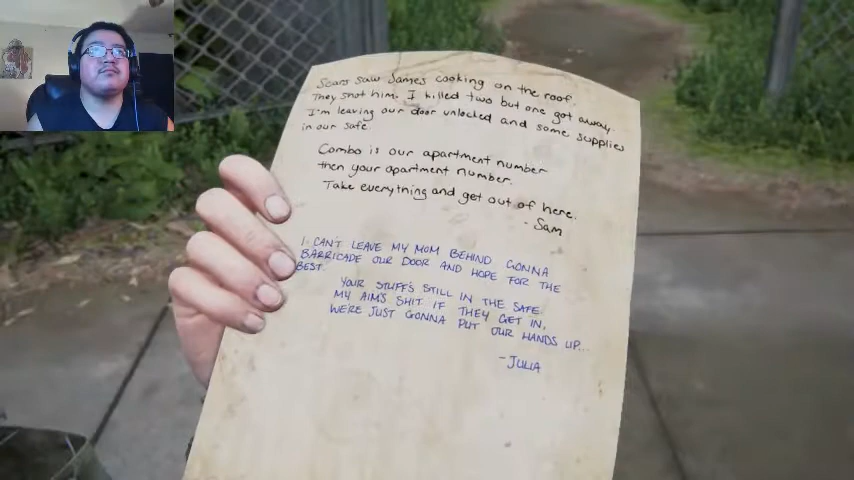 Scars saw James cooking on the roof.
They shot him. I killed two but one got away.
I'm leaving our door unlocked and some supplies
in our safe.
Combo is our apartment number
then your apartment number.
Take everything and get out of here.
- Sam
I CAN'T LEAVE MY MOM BEHIND GONNA
BARRICADE OUR DOOR AND HOPE FOR THE
BEST.
YOUR STUFF'S STILL IN THE SAFE
MY AIM'S SHIT. IF THEY GET IN,
WE'RE JUST GONNA PUT OUR HANDS UP...
-JULIA